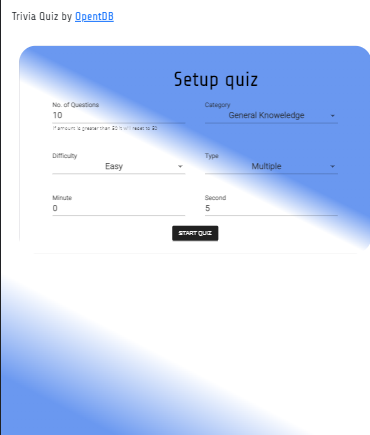 Trivia Quiz by OpentDB
Setup quiz
No. of Questions
10
If amount is greater than 50 it will reset to 50
Category
General Knoweledge
Difficulty
Easy
Type
Multiple
Minute
0
Second
5
START QUIZ